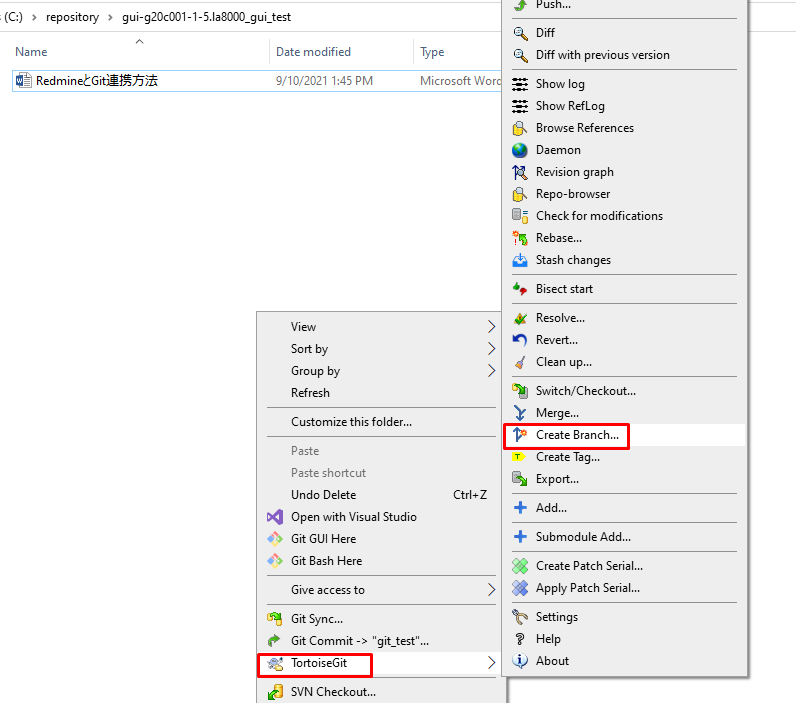 (C:) › repository › gui-g20c001-1-5.la8000_gui_test
Name Date modified Type
RedmineとGit連携方法 9/10/2021 1:45 PM Microsoft Word
Push...
Diff
Diff with previous version
Show log
Show RefLog
Browse References
Daemon
Revision graph
Repo-browser
Check for modifications
Rebase...
Stash changes
Bisect start
Resolve...
Revert...
Clean up...
Switch/Checkout...
Merge...
Create Branch...
Create Tag...
Export...
Add...
Submodule Add...
Create Patch Serial...
Apply Patch Serial...
Settings
Help
About
View
Sort by
Group by
Refresh
Customize this folder...
Paste
Paste shortcut
Undo Delete Ctrl+Z
Open with Visual Studio
Git GUI Here
Git Bash Here
Give access to
Git Sync...
Git Commit -> "git_test"...
TortoiseGit
SVN Checkout...